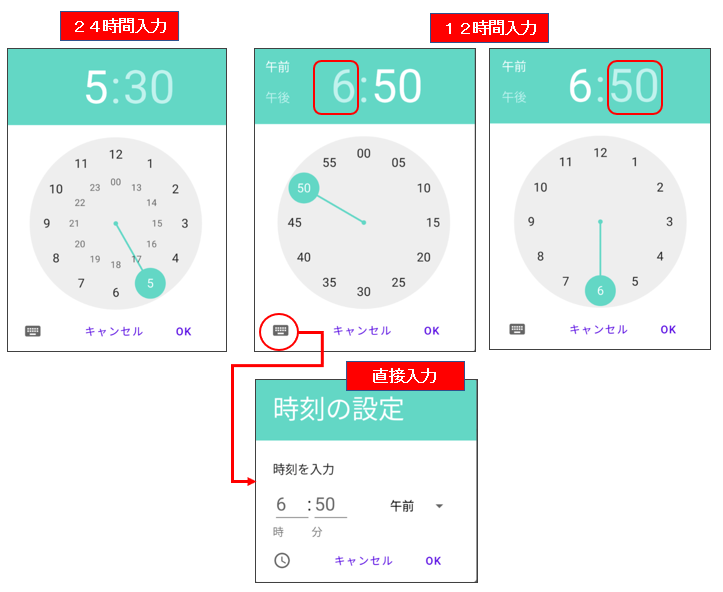 ２４時間入力
１２時間入力
5:30
12
11 1
10 2
9 3
8 4
7 5
6
00
23 13
22 14
21 15
20 16
19 17
18
キャンセル OK
午前
午後
6:50
00
55 05
50 10
45 15
40 20
35 25
30
キャンセル OK
午前
午後
6:50
12
11 1
10 2
9 3
8 4
7 5
6
キャンセル OK
直接入力
時刻の設定
時刻を入力
6 : 50 午前
時 分
キャンセル OK